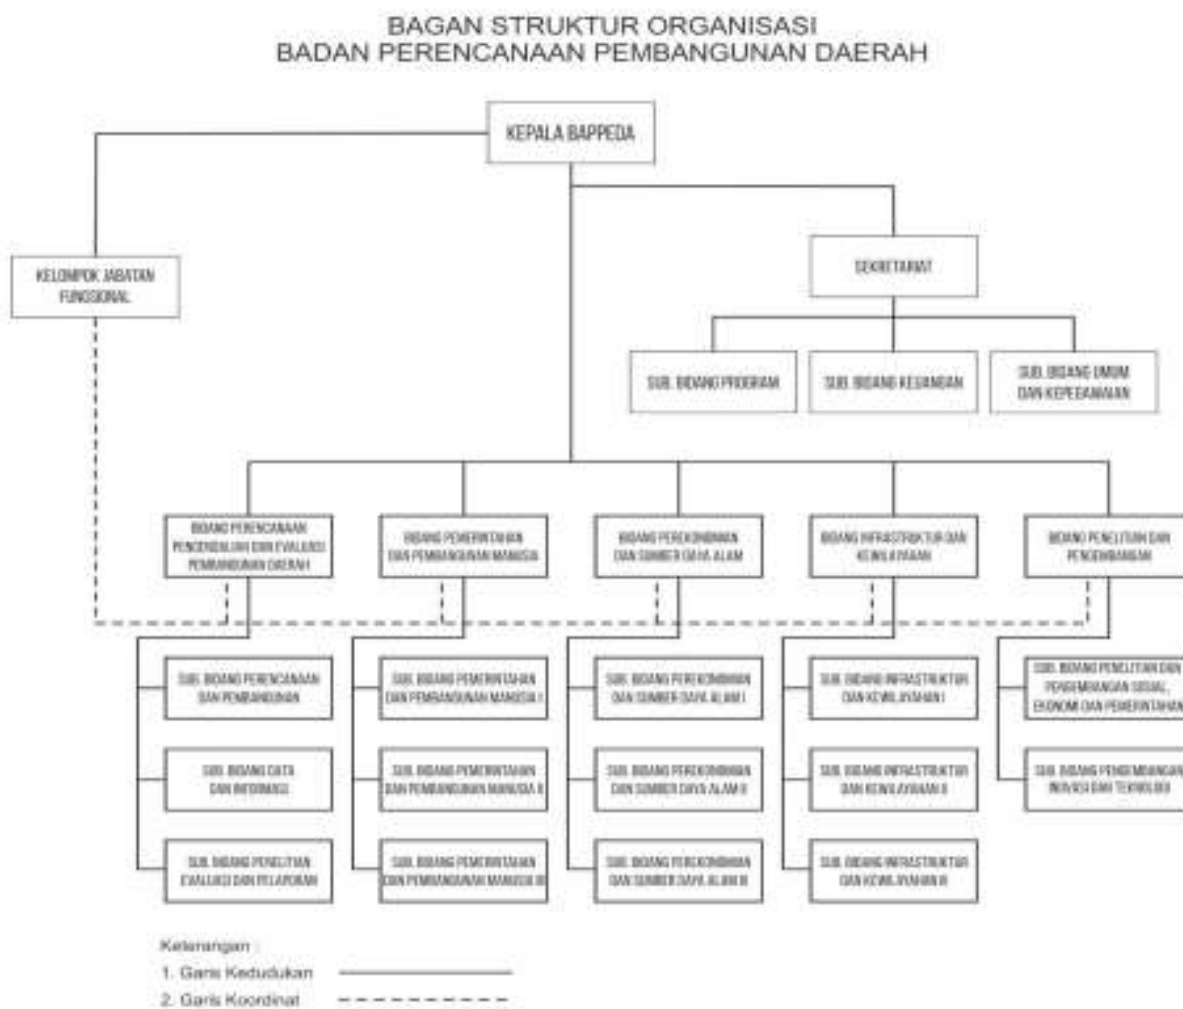 BAGAN STRUKTUR ORGANISASI
BADAN PERENCANAAN PEMBANGUNAN DAERAH
KEPALA BAPPEDA
KELOMPOK JABATAN
FUNGSIONAL
SEKRETARIAT
SUB. BIDANG PROGRAM
SUB. BIDANG KEUANGAN
SUB. BIDANG UMUM
DAN KEPEGAWAIAN
BIDANG PERENCANAAN
PENGENDALIAN DAN EVALUASI
PEMBANGUNAN DAERAH
BIDANG PEMERINTAHAN
DAN PEMBANGUNAN MANUSIA
BIDANG PEREKONOMIAN
DAN SUMBER DAYA ALAM
BIDANG INFRASTRUKTUR DAN
KEWILAYAHAN
BIDANG PENELITIAN DAN
PENGEMBANGAN
SUB. BIDANG PERENCANAAN
DAN PEMBANGUNAN
SUB. BIDANG PEMERINTAHAN
DAN PEMBANGUNAN MANUSIA I
SUB. BIDANG PEREKONOMIAN
DAN SUMBER DAYA ALAM I
SUB. BIDANG INFRASTRUKTUR
DAN KEWILAYAHAN I
SUB. BIDANG PENELITIAN DAN
PENGEMBANGAN SOSIAL,
EKONOMI DAN PEMERINTAHAN
SUB. BIDANG DATA
DAN INFORMASI
SUB. BIDANG PEMERINTAHAN
DAN PEMBANGUNAN MANUSIA II
SUB. BIDANG PEREKONOMIAN
DAN SUMBER DAYA ALAM II
SUB. BIDANG INFRASTRUKTUR
DAN KEWILAYAHAN II
SUB. BIDANG PENGEMBANGAN
INOVASI DAN TEKNOLOGI
SUB. BIDANG PENELITIAN
EVALUASI DAN PELAPORAN
SUB. BIDANG PEMERINTAHAN
DAN PEMBANGUNAN MANUSIA III
SUB. BIDANG PEREKONOMIAN
DAN SUMBER DAYA ALAM III
SUB. BIDANG INFRASTRUKTUR
DAN KEWILAYAHAN III
Keterangan :
1. Garis Kedudukan
2. Garis Koordinat